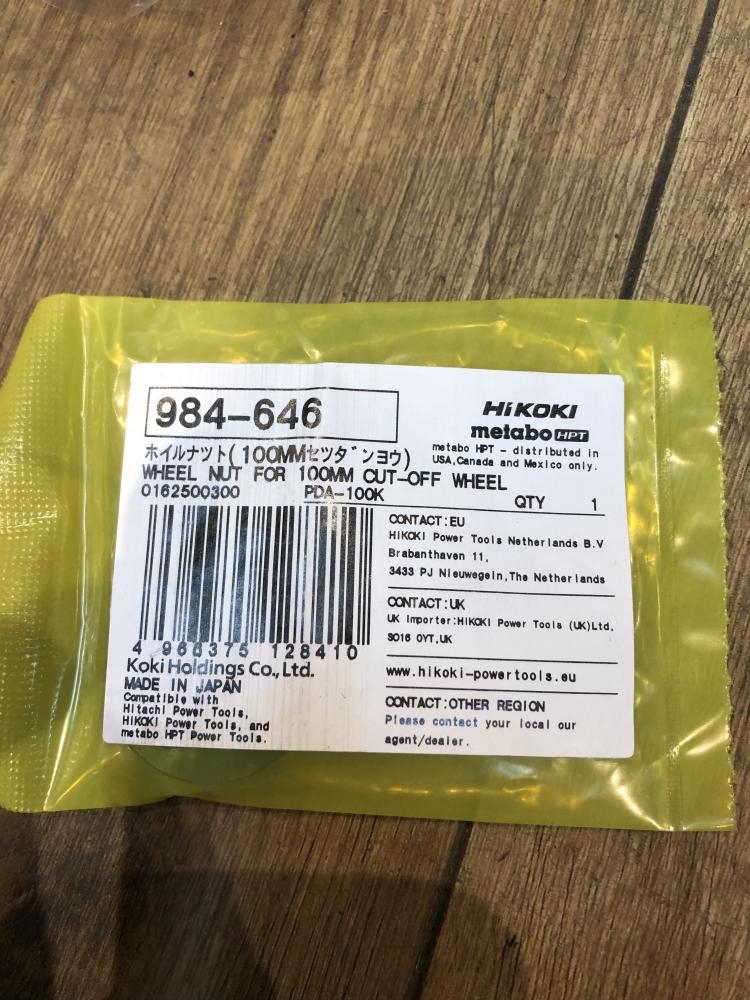 984-646
HiKOKI
metabo HPT
metabo HPT - distributed in
USA,Canada and Mexico only.
ホイルナツト(100MMセツダンヨウ)
WHEEL NUT FOR 100MM CUT-OFF WHEEL
0162500300 PDA-100K QTY 1
4 966375 128410
Koki Holdings Co., Ltd.
MADE IN JAPAN
Compatible with
Hitachi Power Tools,
HIKOKI Power Tools, and
metabo HPT Power Tools.
CONTACT:EU
HIKOKI Power Tools Netherlands B.V
Brabanthaven 11,
3433 PJ Nieuwegein,The Netherlands
CONTACT:UK
UK Importer:HIKOKI Power Tools (UK)Ltd.
SO16 0YT,UK
www.hikoki-powertools.eu
CONTACT:OTHER REGION
Please contact your local our
agent/dealer.